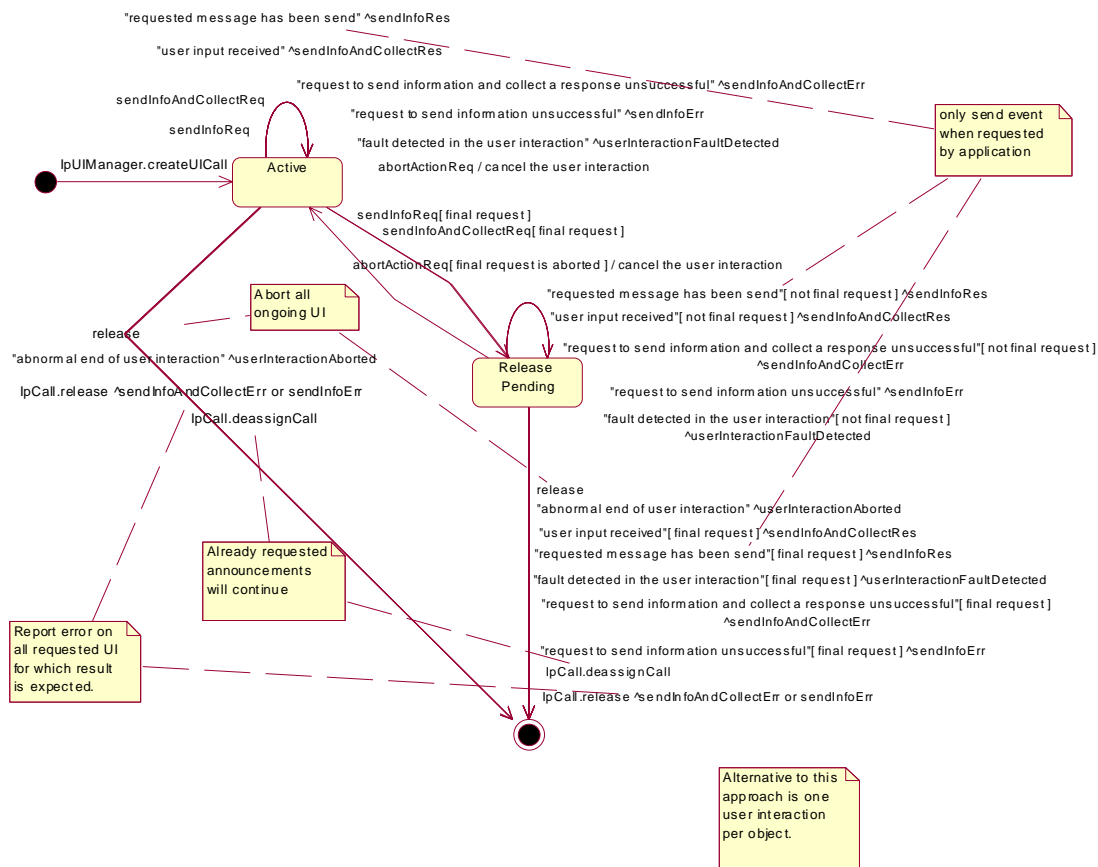 "requested message has been send" ^sendInfoRes
"user input received" ^sendInfoAndCollectRes
"request to send information and collect a response unsuccessful" ^sendInfoAndCollectErr
sendInfoAndCollectReq
"request to send information unsuccessful" ^sendInfoErr
sendInfoReq
"fault detected in the user interaction" ^userInteractionFaultDetected
abortActionReq / cancel the user interaction
IpUIManager.createUICall
Active
only send event
when requested
by application
sendInfoReq[ final request ]
sendInfoAndCollectReq[ final request ]
abortActionReq[ final request is aborted ] / cancel the user interaction
Abort all
ongoing UI
"requested message has been send"[ not final request ] ^sendInfoRes
"user input received"[ not final request ] ^sendInfoAndCollectRes
"request to send information and collect a response unsuccessful"[ not final request ]
^sendInfoAndCollectErr
Release
Pending
"request to send information unsuccessful" ^sendInfoErr
"fault detected in the user interaction"[ not final request ]
^userInteractionFaultDetected
release
"abnormal end of user interaction" ^userInteractionAborted
IpCall.release ^sendInfoAndCollectErr or sendInfoErr
IpCall.deassignCall
release
"abnormal end of user interaction" ^userInteractionAborted
"user input received"[ final request ] ^sendInfoAndCollectRes
"requested message has been send"[ final request ] ^sendInfoRes
"fault detected in the user interaction"[ final request ] ^userInteractionFaultDetected
"request to send information and collect a response unsuccessful"[ final request ]
^sendInfoAndCollectErr
"request to send information unsuccessful"[ final request ] ^sendInfoErr
IpCall.deassignCall
IpCall.release ^sendInfoAndCollectErr or sendInfoErr
Already requested
announcements
will continue
Report error on
all requested UI
for which result
is expected.
Alternative to this
approach is one
user interaction
per object.